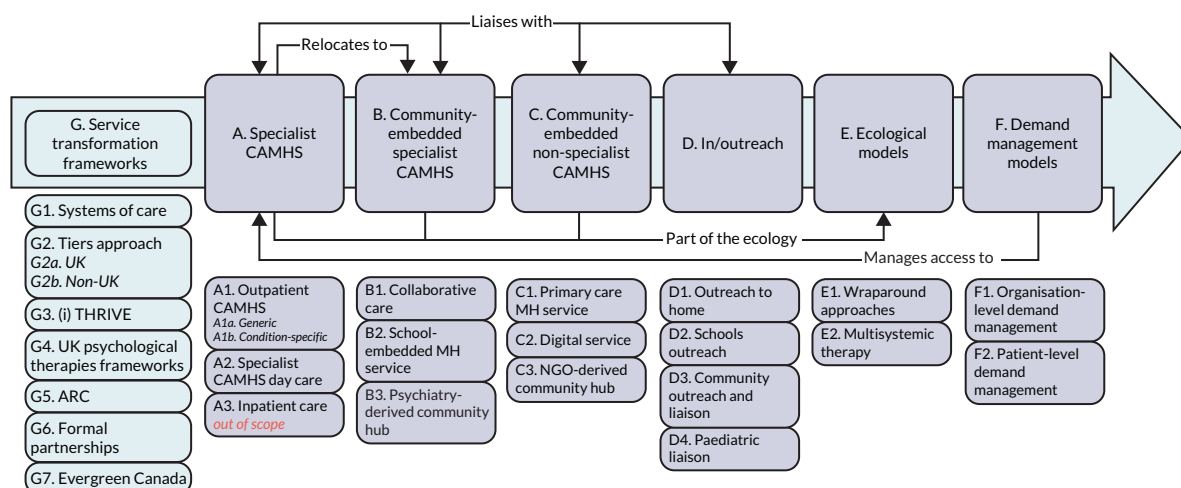 Liaises with
Relocates to
G. Service
transformation
frameworks
A. Specialist
CAMHS
B. Community-
embedded
specialist
CAMHS
C. Community-
embedded
non-specialist
CAMHS
D. In/outreach
E. Ecological
models
F. Demand
management
models
Part of the ecology
Manages access to
G1. Systems of care
G2. Tiers approach
G2a. UK
G2b. Non-UK
G3. (i) THRIVE
G4. UK psychological
therapies frameworks
G5. ARC
G6. Formal
partnerships
G7. Evergreen Canada
A1. Outpatient
CAMHS
A1a. Generic
A1b. Condition-specific
A2. Specialist
CAMHS day care
A3. Inpatient care
out of scope
B1. Collaborative
care
B2. School-
embedded MH
service
B3. Psychiatry-
derived community
hub
C1. Primary care
MH service
C2. Digital service
C3. NGO-derived
community hub
D1. Outreach to
home
D2. Schools
outreach
D3. Community
outreach and
liaison
D4. Paediatric
liaison
E1. Wraparound
approaches
E2. Multisystemic
therapy
F1. Organisation-
level demand
management
F2. Patient-level
demand
management